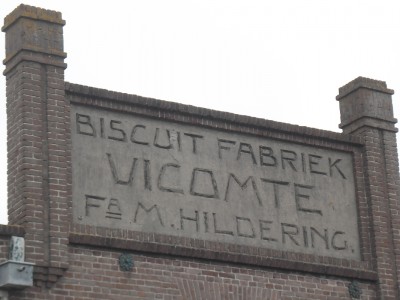 BISCUIT FABRIEK
VICOMTE
FA M. HILDERING.